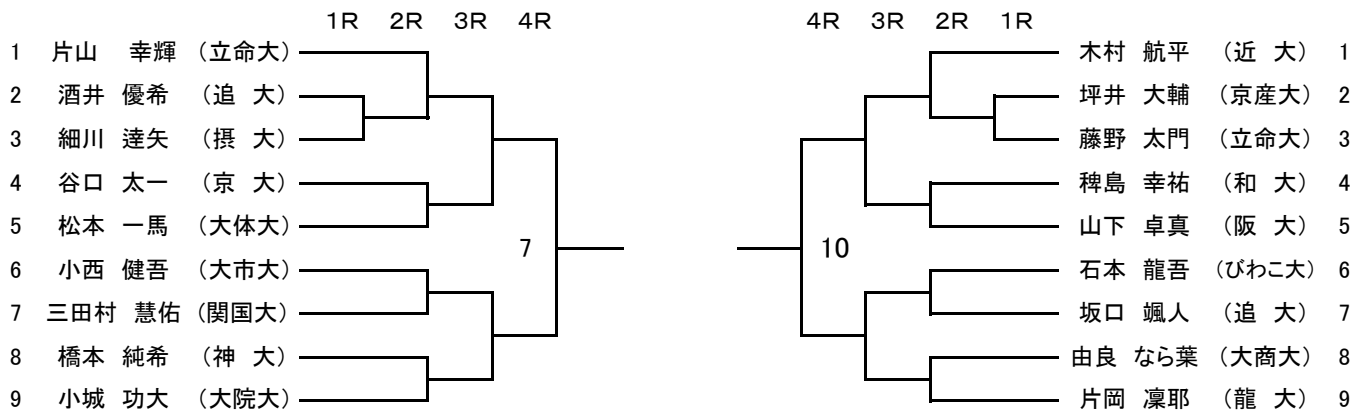 1R 2R 3R 4R 4R 3R 2R 1R
1 片山 幸輝 (立命大) 木村 航平 (近 大) 1
2 酒井 優希 (追 大) 坪井 大輔 (京産大) 2
3 細川 達矢 (摂 大) 藤野 太門 (立命大) 3
4 谷口 太一 (京 大) 稗島 幸祐 (和 大) 4
5 松本 一馬 (大体大) 山下 卓真 (阪 大) 5
7 10
6 小西 健吾 (大市大) 石本 龍吾 (びわこ大) 6
7 三田村 慧佑 (関国大) 坂口 颯人 (追 大) 7
8 橋本 純希 (神 大) 由良 なら葉 (大商大) 8
9 小城 功大 (大院大) 片岡 凜耶 (龍 大) 9